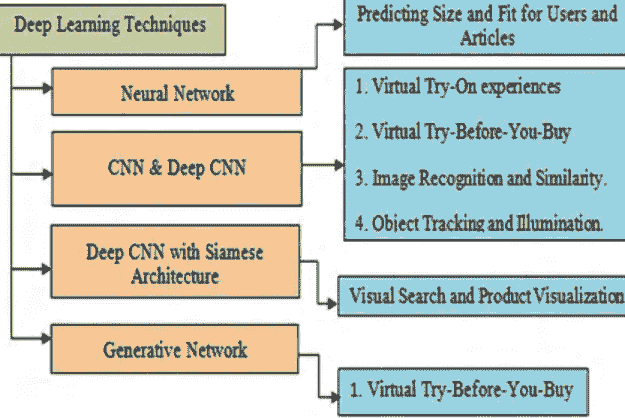 Deep Learning Techniques
Predicting Size and Fit for Users and
Articles
Neural Network
1. Virtual Try-On experiences
2. Virtual Try-Before-You-Buy
CNN & Deep CNN
3. Image Recognition and Similarity.
4. Object Tracking and Illumination.
Deep CNN with Siamese
Architecture
Visual Search and Product Visualization
Generative Network
1. Virtual Try-Before-You-Buy